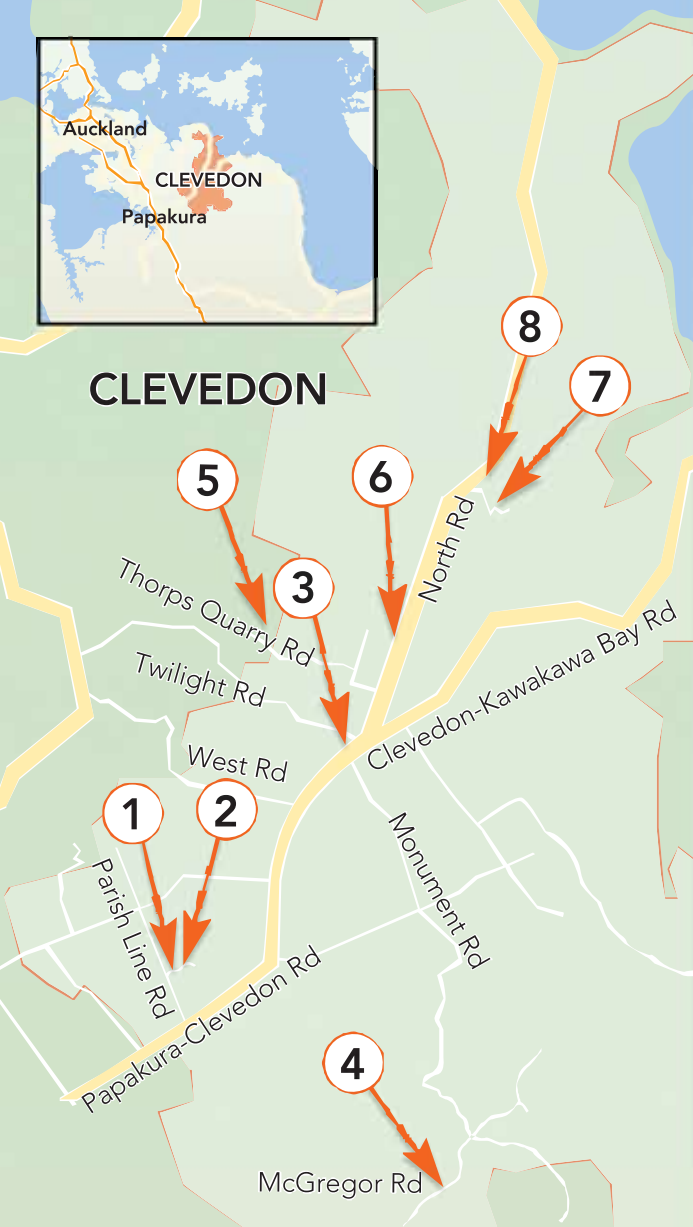 Auckland
CLEVEDON
Papakura
CLEVEDON
8
7
5
6
3
North Rd
Thorps Quarry Rd
Twilight Rd
Clevedon-Kawakawa Bay Rd
West Rd
1
2
Monument Rd
Parish Line Rd
Papakura-Clevedon Rd
4
McGregor Rd